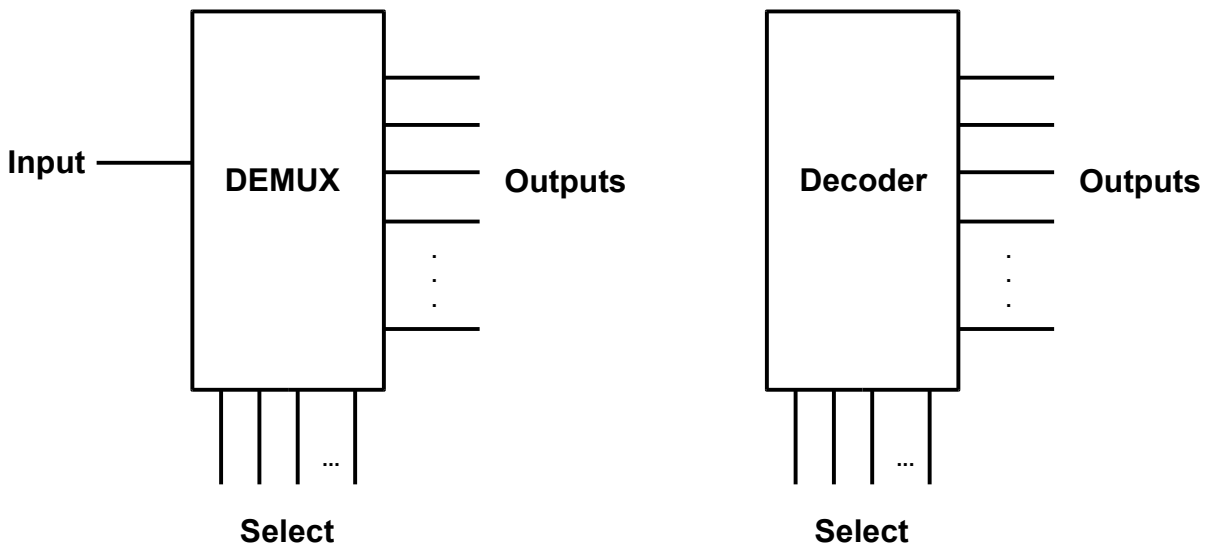 Input
DEMUX
Outputs
.
.
.
...
Select
Decoder
Outputs
.
.
.
...
Select